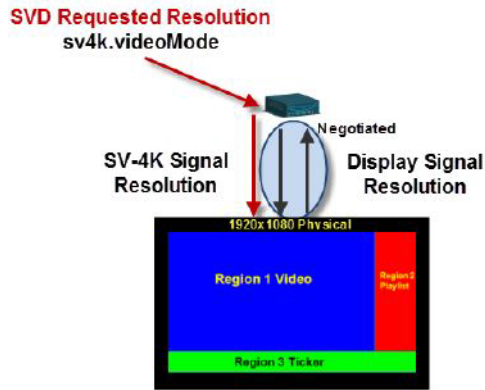 SVD Requested Resolution
sv4k.videoMode
Negotiated
SV-4K Signal
Resolution
Display Signal
Resolution
1920x1080 Physical
Region 1 Video
Region 2
Playlist
Region 3 Ticker